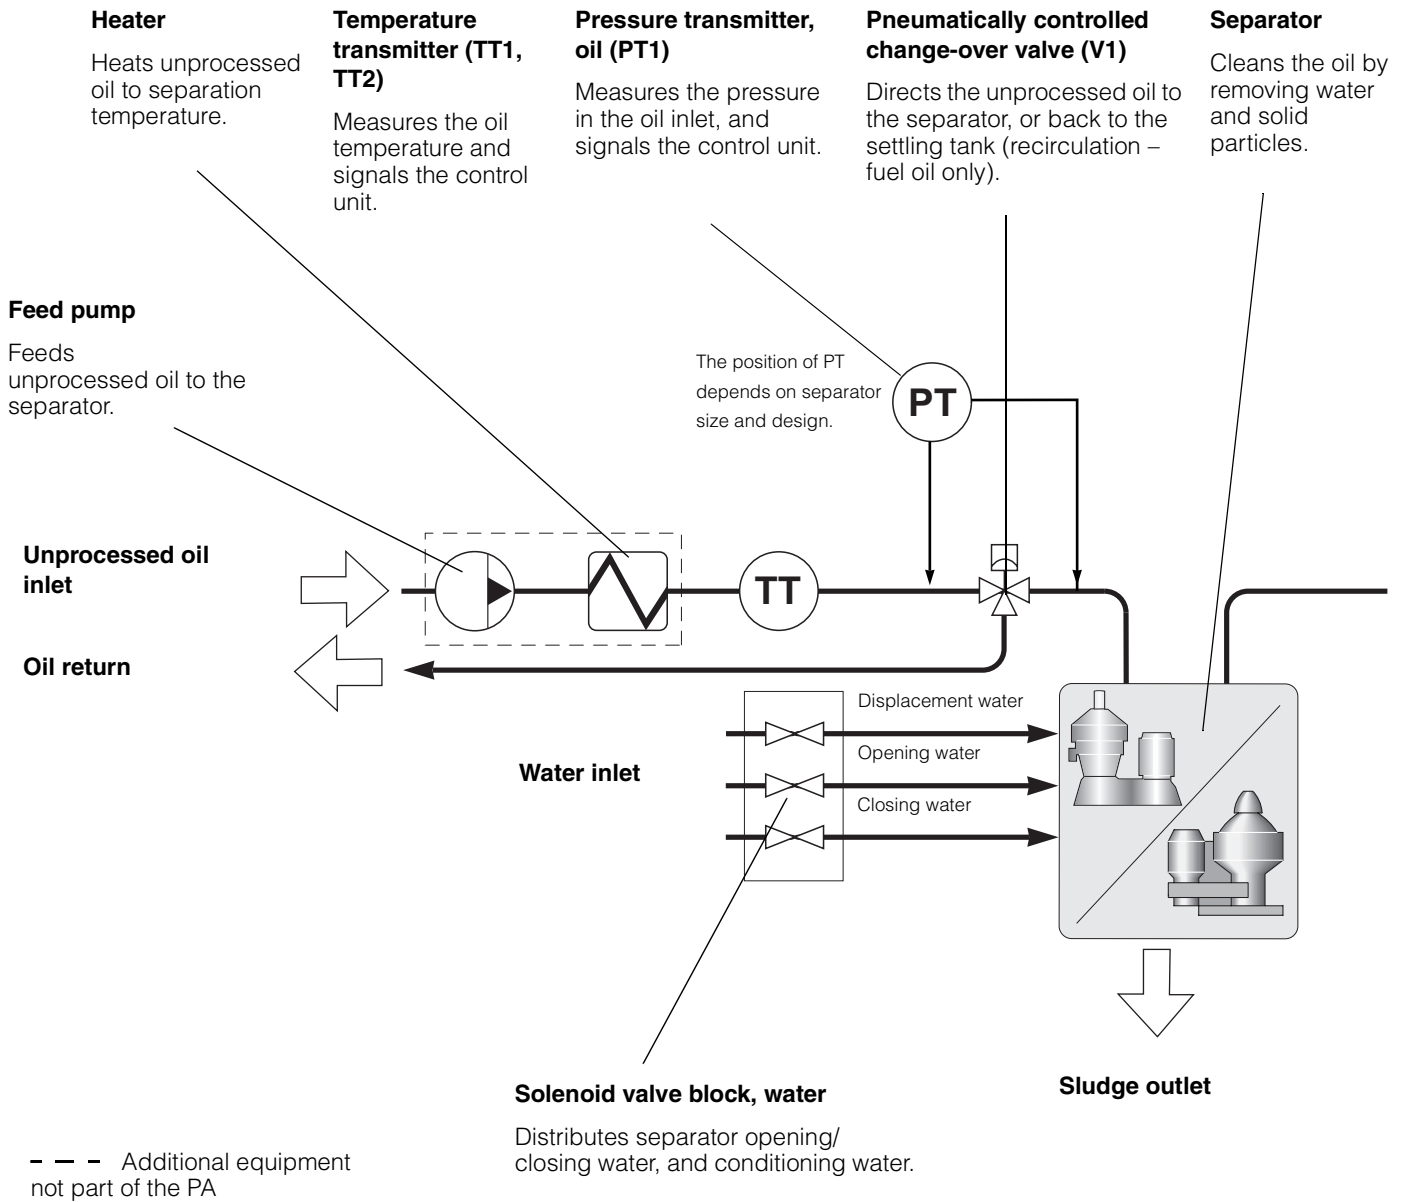 Heater
Heats unprocessed
oil to separation
temperature.
Temperature
transmitter (TT1,
TT2)
Measures the oil
temperature and
signals the control
unit.
Pressure transmitter,
oil (PT1)
Measures the pressure
in the oil inlet, and
signals the control unit.
Pneumatically controlled
change-over valve (V1)
Directs the unprocessed oil to
the separator, or back to the
settling tank (recirculation –
fuel oil only).
Separator
Cleans the oil by
removing water
and solid
particles.
Feed pump
Feeds
unprocessed oil to the
separator.
The position of PT
depends on separator
size and design.
PT
Unprocessed oil
inlet
TT
Oil return
Displacement water
Opening water
Water inlet
Closing water
Sludge outlet
Solenoid valve block, water
Distributes separator opening/
closing water, and conditioning water.
Additional equipment
not part of the PA